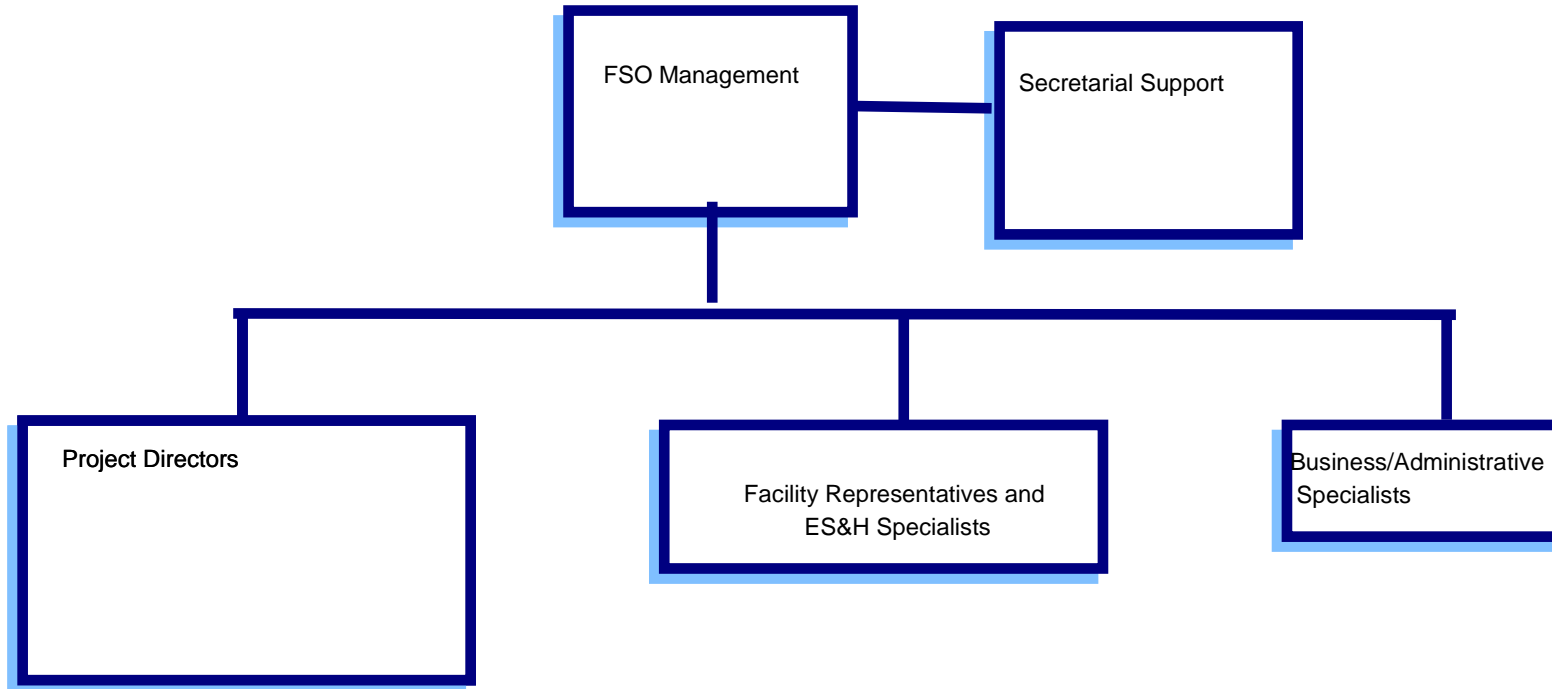 FSO Management
Secretarial Support
Project Directors
Facility Representatives and
ES&H Specialists
Business/Administrative
Specialists